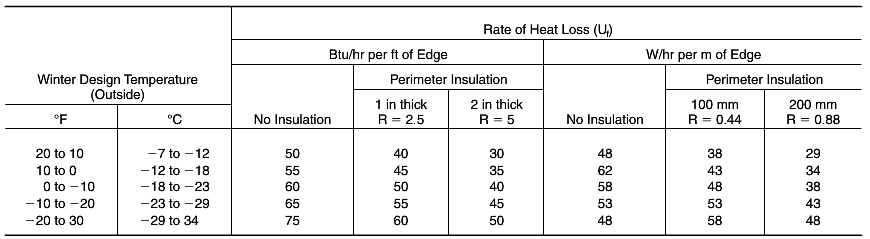 Rate of Heat Loss (Uf)
Btu/hr per ft of Edge W/hr per m of Edge
Winter Design Temperature Perimeter Insulation Perimeter Insulation
(Outside)
1 in thick 2 in thick 100 mm 200 mm
°F °C No Insulation R = 2.5 R = 5 No Insulation R = 0.44 R = 0.88
20 to 10 −7 to −12 50 40 30 48 38 29
10 to 0 −12 to −18 55 45 35 62 43 34
0 to −10 −18 to −23 60 50 40 58 48 38
−10 to −20 −23 to −29 65 55 45 53 53 43
−20 to 30 −29 to 34 75 60 50 48 58 48